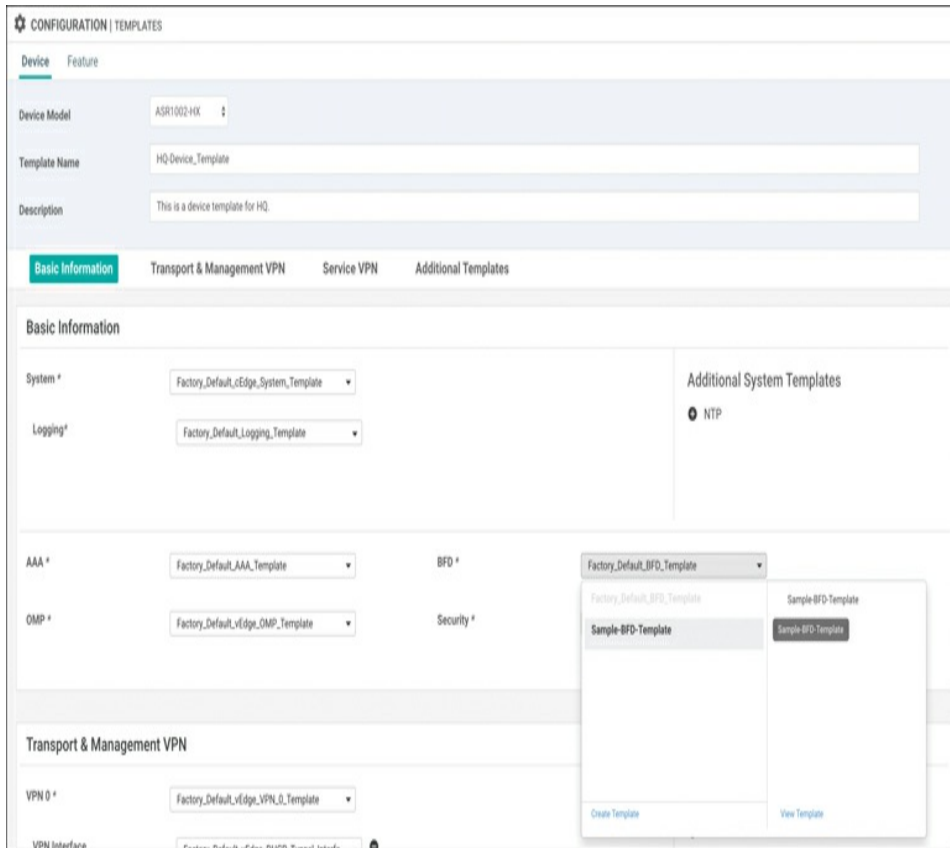 CONFIGURATION | TEMPLATES
Device Feature
Device Model ASR1002-HX
Template Name HQ-Device_Template
Description This is a device template for HQ.
Basic Information Transport & Management VPN Service VPN Additional Templates
Basic Information
System * Factory_Default_cEdge_System_Template
Additional System Templates
Logging* Factory_Default_Logging_Template
NTP
AAA * Factory_Default_AAA_Template BFD * Factory_Default_BFD_Template
Factory_Default_BFD_Template Sample-BFD-Template
OMP * Factory_Default_vEdge_OMP_Template Security * Sample-BFD-Template Sample-BFD-Template
Transport & Management VPN
VPN 0 * Factory_Default_vEdge_VPN_0_Template
Create Template View Template
VPN Interface